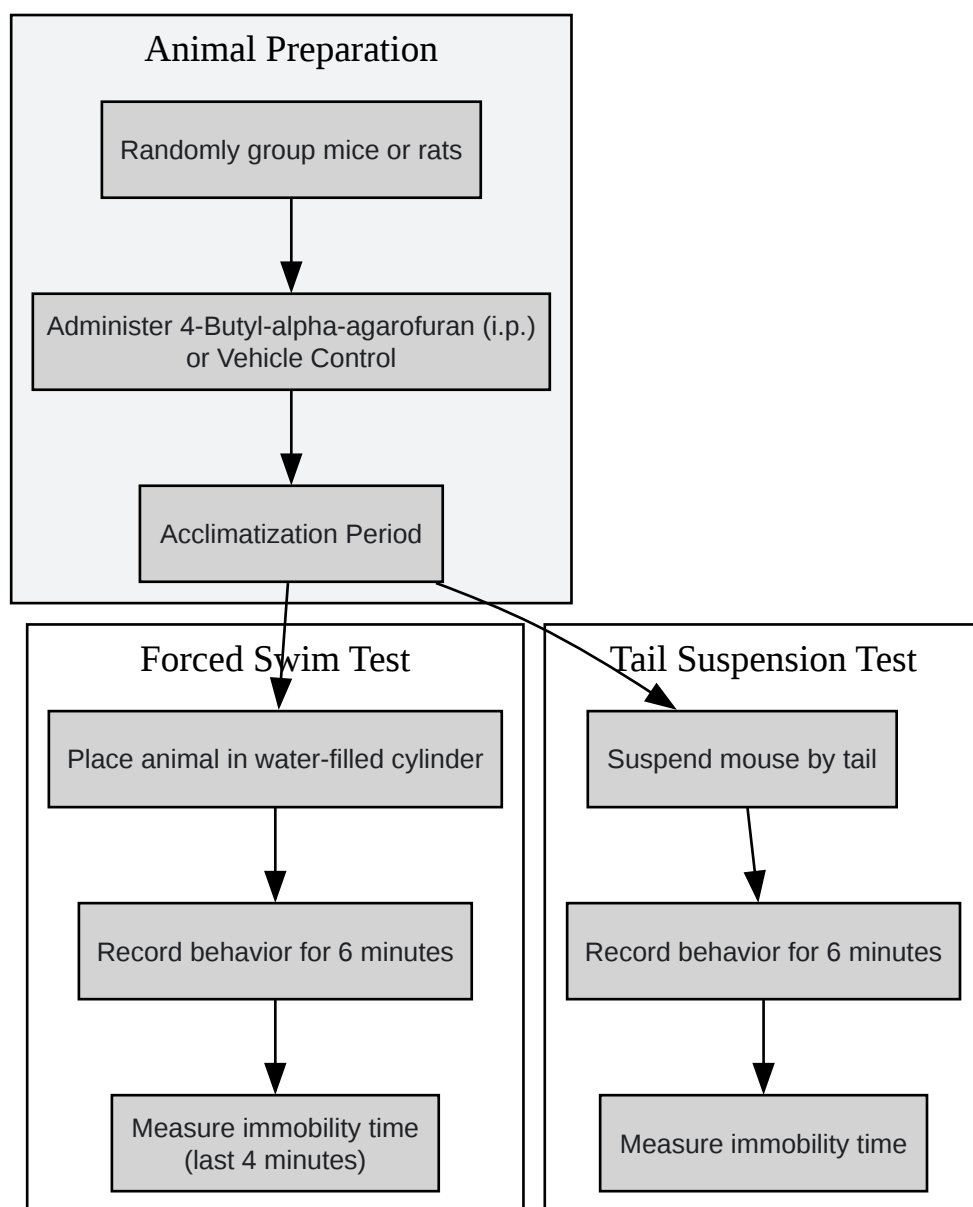 Animal Preparation
Randomly group mice or rats
Administer 4-Butyl-alpha-agarofuran (i.p.)
or Vehicle Control
Acclimatization Period
Forced Swim Test
Place animal in water-filled cylinder
Record behavior for 6 minutes
Measure immobility time
(last 4 minutes)
Tail Suspension Test
Suspend mouse by tail
Record behavior for 6 minutes
Measure immobility time